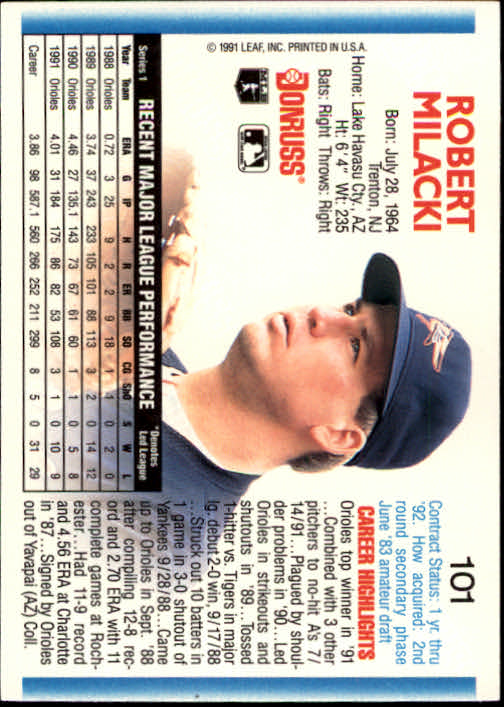 101
ROBERT
MILACKI
Born: July 28, 1964
Trenton, NJ
Home: Lake Havasu Cty., AZ
Ht: 6'4" Wt: 235
Bats: Right Throws: Right
DONRUSS
© 1991 LEAF, INC. PRINTED IN U.S.A.
Contract Status: 1 yr. thru
'92. How acquired: 2nd
round secondary phase
June '83 amateur draft
CAREER HIGHLIGHTS
Orioles top winner in '91
...Combined with 3 other
pitchers to no-hit A's 7/
14/91...Plagued by shoul-
der problems in '90...Led
Orioles in strikeouts and
shutouts in '89...Tossed
1-hitter vs. Tigers in major
lg. debut 2-0 win, 9/17/88
...Struck out 10 batters in
1 game in 3-0 shutout of
Yankees 9/28/88...Came
up to Orioles in Sept. '88
after compiling 12-8 rec-
ord and 2.70 ERA with 11
complete games at Roch-
ester...Had 11-9 record
and 4.56 ERA at Charlotte
in '87...Signed by Orioles
out of Yavapai (AZ) Coll.
Series 1 RECENT MAJOR LEAGUE PERFORMANCE *Denotes Led League
Year Team ERA G IP H R ER BB SO CG ShO S W L
1988 Orioles 0.72 3 25 9 2 2 9 18 1 1 0 2 0
1989 Orioles 3.74 37 243 233 105 101 88 113 3 2 0 14 12
1990 Orioles 4.46 27 135.1 143 73 67 61 60 1 1 0 5 8
1991 Orioles 4.01 31 184 175 86 82 53 108 3 1 0 10 9
Career 3.86 98 587.1 560 266 252 211 299 8 5 0 31 29